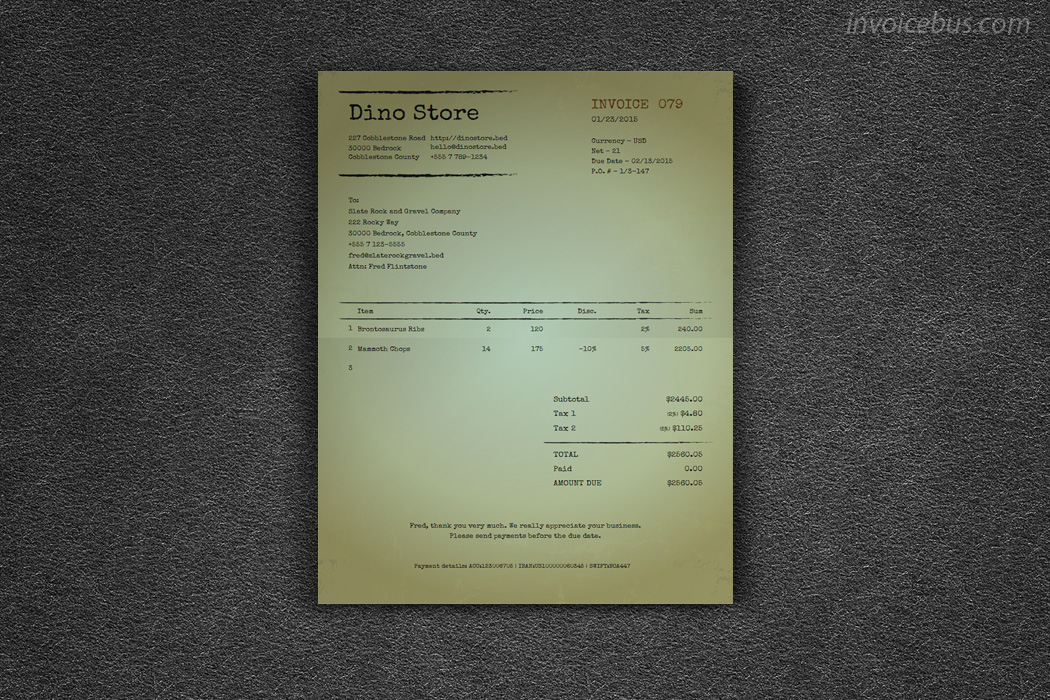 invoicebus.com
Dino Store
227 Cobblestone Road
30000 Bedrock
Cobblestone County
http://dinostore.bed
hello@dinostore.bed
+555 7 789-1234
INVOICE 079
01/23/2015
Currency - USD
Net - 21
Due Date - 02/13/2015
P.O. # - 1/3-147
To:
Slate Rock and Gravel Company
222 Rocky Way
30000 Bedrock, Cobblestone County
+555 7 123-5555
fred@slaterockgravel.bed
Attn: Fred Flintstone
Item Qty. Price Disc. Tax Sum
1 Brontosaurus Ribs 2 120 2% 240.00
2 Mammoth Chops 14 175 -10% 5% 2205.00
3
Subtotal $2445.00
Tax 1 (2%) $4.80
Tax 2 (5%) $110.25
TOTAL $2560.05
Paid 0.00
AMOUNT DUE $2560.05
Fred, thank you very much. We really appreciate your business.
Please send payments before the due date.
Payment details: